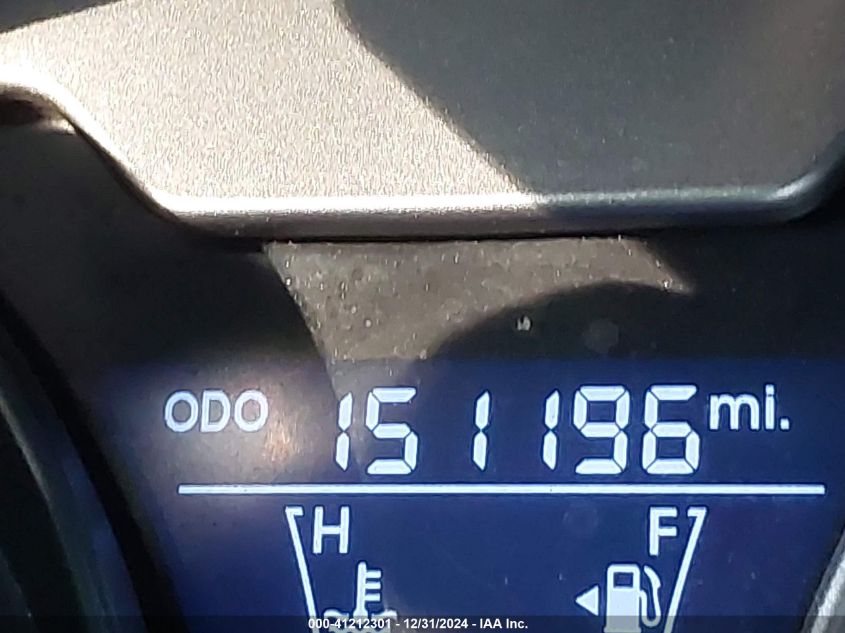 ODO 151196 mi.
H F
000-41212301 - 12/31/2024 - IAA Inc.